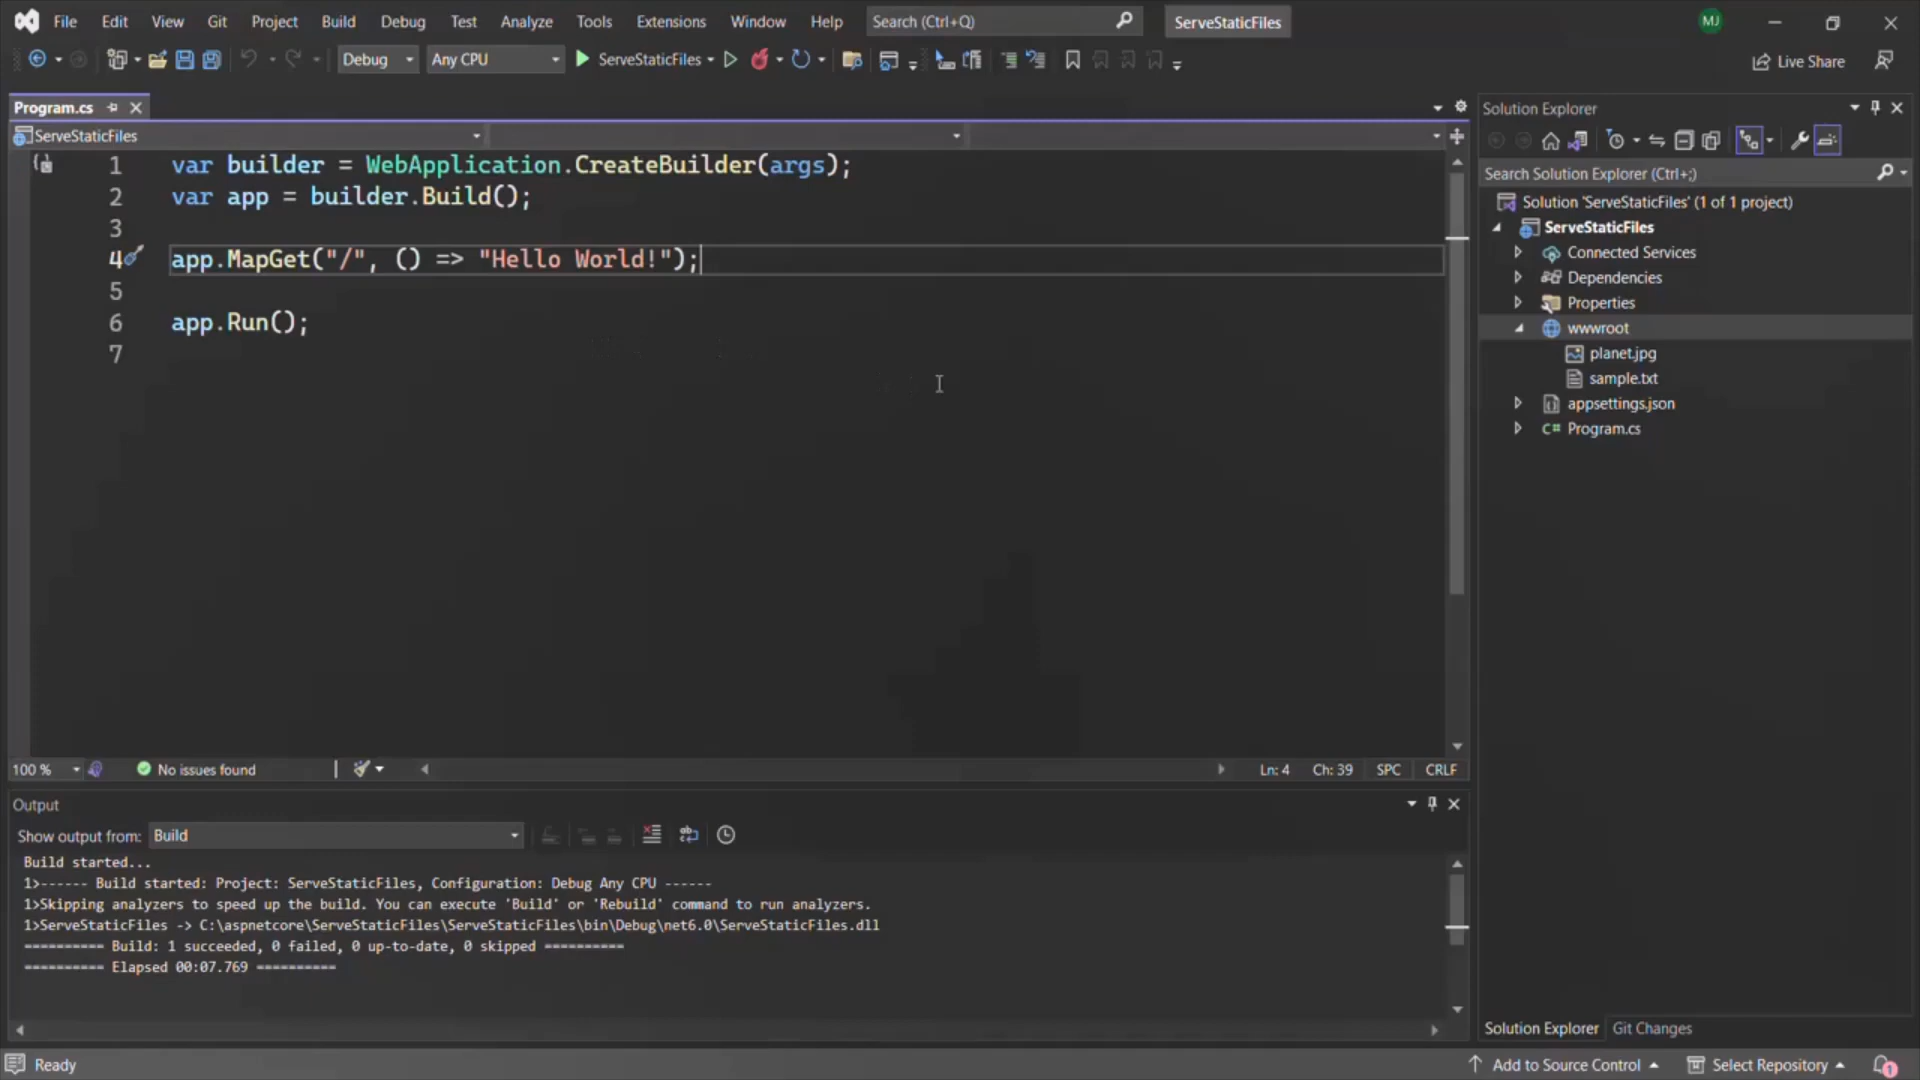 File Edit View Git Project Build Debug Test Analyze Tools Extensions Window Help Search (Ctrl+Q) ServeStaticFiles MJ
Debug Any CPU ServeStaticFiles Live Share
Program.cs
ServeStaticFiles
1 var builder = WebApplication.CreateBuilder(args);
2 var app = builder.Build();
3
4 app.MapGet("/", () => "Hello World!");
5
6 app.Run();
7
100 % No issues found Ln: 4 Ch: 39 SPC CRLF
Output
Show output from: Build
Build started...
1>------ Build started: Project: ServeStaticFiles, Configuration: Debug Any CPU ------
1>Skipping analyzers to speed up the build. You can execute 'Build' or 'Rebuild' command to run analyzers.
1>ServeStaticFiles -> C:\aspnetcore\ServeStaticFiles\ServeStaticFiles\bin\Debug\net6.0\ServeStaticFiles.dll
========== Build: 1 succeeded, 0 failed, 0 up-to-date, 0 skipped ==========
========== Elapsed 00:07.769 ==========
Solution Explorer
Search Solution Explorer (Ctrl+;)
Solution 'ServeStaticFiles' (1 of 1 project)
ServeStaticFiles
Connected Services
Dependencies
Properties
wwwroot
planet.jpg
sample.txt
appsettings.json
C# Program.cs
Solution Explorer Git Changes
Ready Add to Source Control Select Repository 1